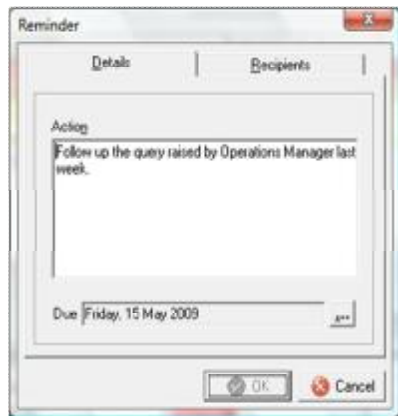 Reminder
Details
Recipients
Action
Follow up the query raised by Operations Manager last
week.
Due Friday, 15 May 2009
OK
Cancel